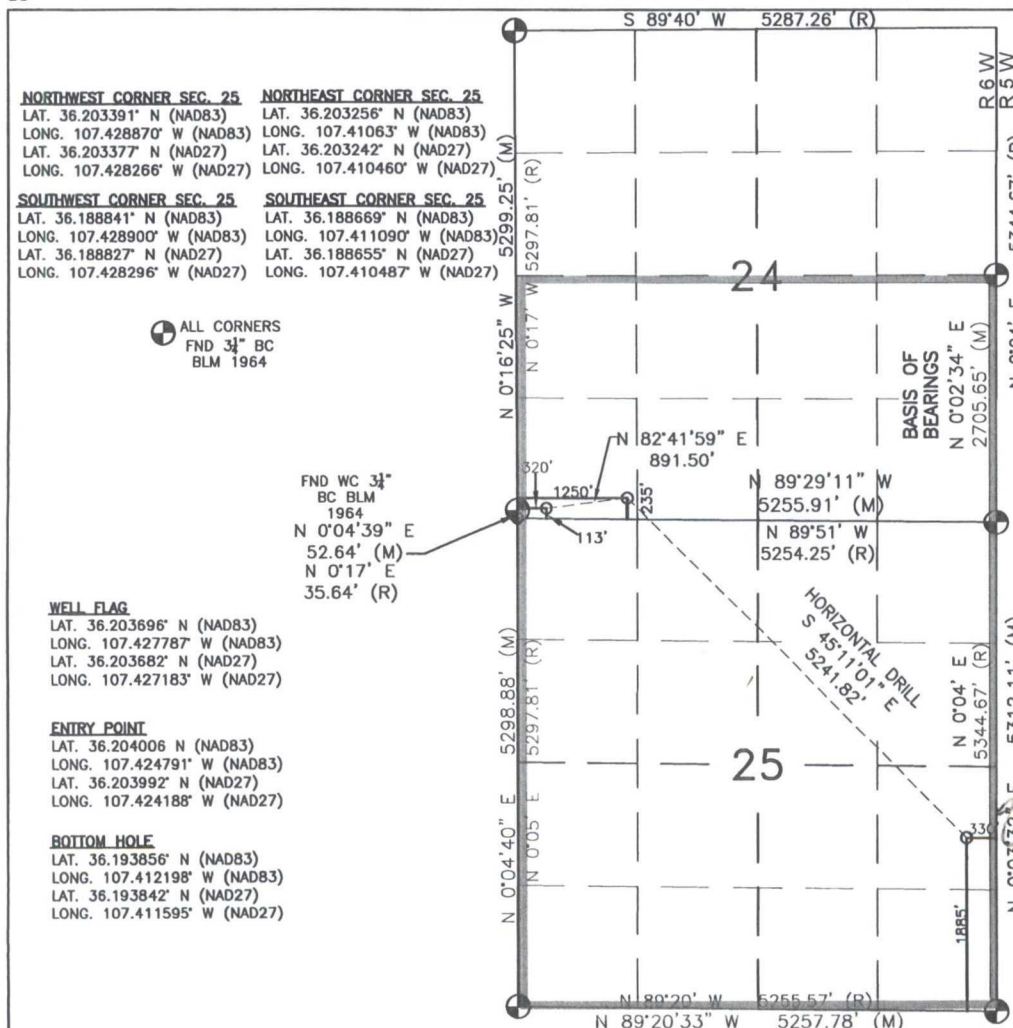 S 89°40' W 5287.26' (R)
R 6 W
R 5 W
NORTHWEST CORNER SEC. 25
LAT. 36.203391° N (NAD83)
LONG. 107.428870° W (NAD83)
LAT. 36.203377° N (NAD27)
LONG. 107.428266° W (NAD27)
NORTHEAST CORNER SEC. 25
LAT. 36.203256° N (NAD83)
LONG. 107.41063° W (NAD83)
LAT. 36.203242° N (NAD27)
LONG. 107.410460° W (NAD27)
SOUTHWEST CORNER SEC. 25
LAT. 36.188841° N (NAD83)
LONG. 107.428900° W (NAD83)
LAT. 36.188827° N (NAD27)
LONG. 107.428296° W (NAD27)
SOUTHEAST CORNER SEC. 25
LAT. 36.188669° N (NAD83)
LONG. 107.411090° W (NAD83)
LAT. 36.188655° N (NAD27)
LONG. 107.410487° W (NAD27)
N 0°16'25" W 5299.25' (M)
N 0°17' W 5297.81' (R)
24
ALL CORNERS
FND 3¼" BC
BLM 1964
BASIS OF
BEARINGS
N 0°02'34" E
2705.65' (M)
N 82°41'59" E
891.50'
320'
1250'
235'
113'
N 89°29'11" W
5255.91' (M)
N 89°51' W
5254.25' (R)
FND WC 3¼"
BC BLM
1964
N 0°04'39" E
52.64' (M)
N 0°17' E
35.64' (R)
WELL FLAG
LAT. 36.203696° N (NAD83)
LONG. 107.427787° W (NAD83)
LAT. 36.203682° N (NAD27)
LONG. 107.427183° W (NAD27)
HORIZONTAL DRILL
S 45°11'01" E
5241.82'
N 0°04' E
5344.67' (R)
ENTRY POINT
LAT. 36.204006 N (NAD83)
LONG. 107.424791° W (NAD83)
LAT. 36.203992° N (NAD27)
LONG. 107.424188° W (NAD27)
25
N 0°04'40" E 5298.88' (M)
N 0°05' E 5297.81' (R)
BOTTOM HOLE
LAT. 36.193856° N (NAD83)
LONG. 107.412198° W (NAD83)
LAT. 36.193842° N (NAD27)
LONG. 107.411595° W (NAD27)
330'
1885'
N 89°20' W 5255.57' (R)
N 89°20'33" W 5257.78' (M)